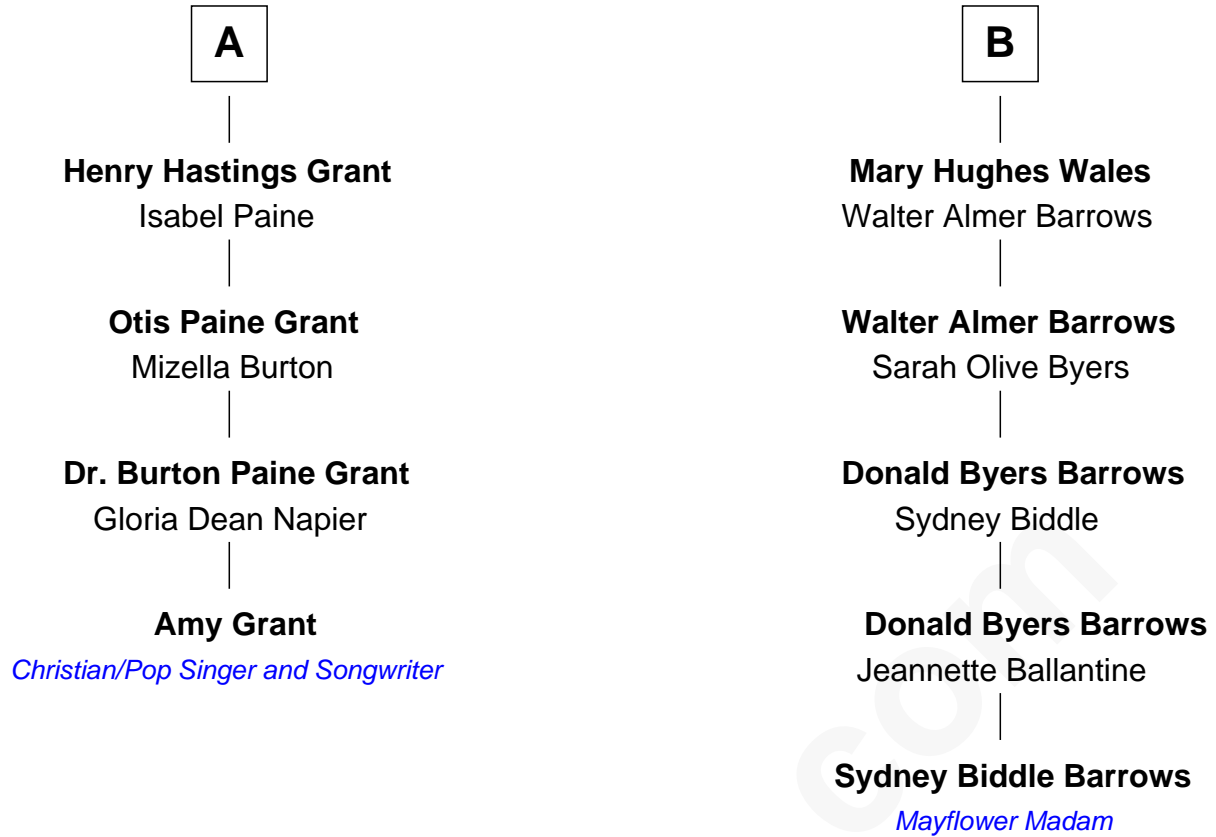 A
Henry Hastings Grant
Isabel Paine
Otis Paine Grant
Mizella Burton
Dr. Burton Paine Grant
Gloria Dean Napier
Amy Grant
Christian/Pop Singer and Songwriter
B
Mary Hughes Wales
Walter Almer Barrows
Walter Almer Barrows
Sarah Olive Byers
Donald Byers Barrows
Sydney Biddle
Donald Byers Barrows
Jeannette Ballantine
Sydney Biddle Barrows
Mayflower Madam
com